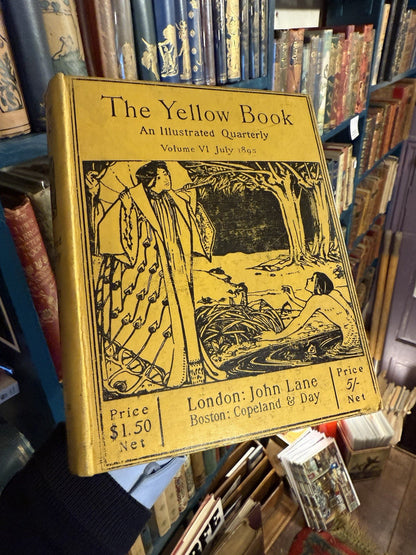 The Yellow Book
An Illustrated Quarterly
Volume VI July 1895
Price
$1.50
Net
London: John Lane
Boston: Copeland & Day
Price
5/-
Net